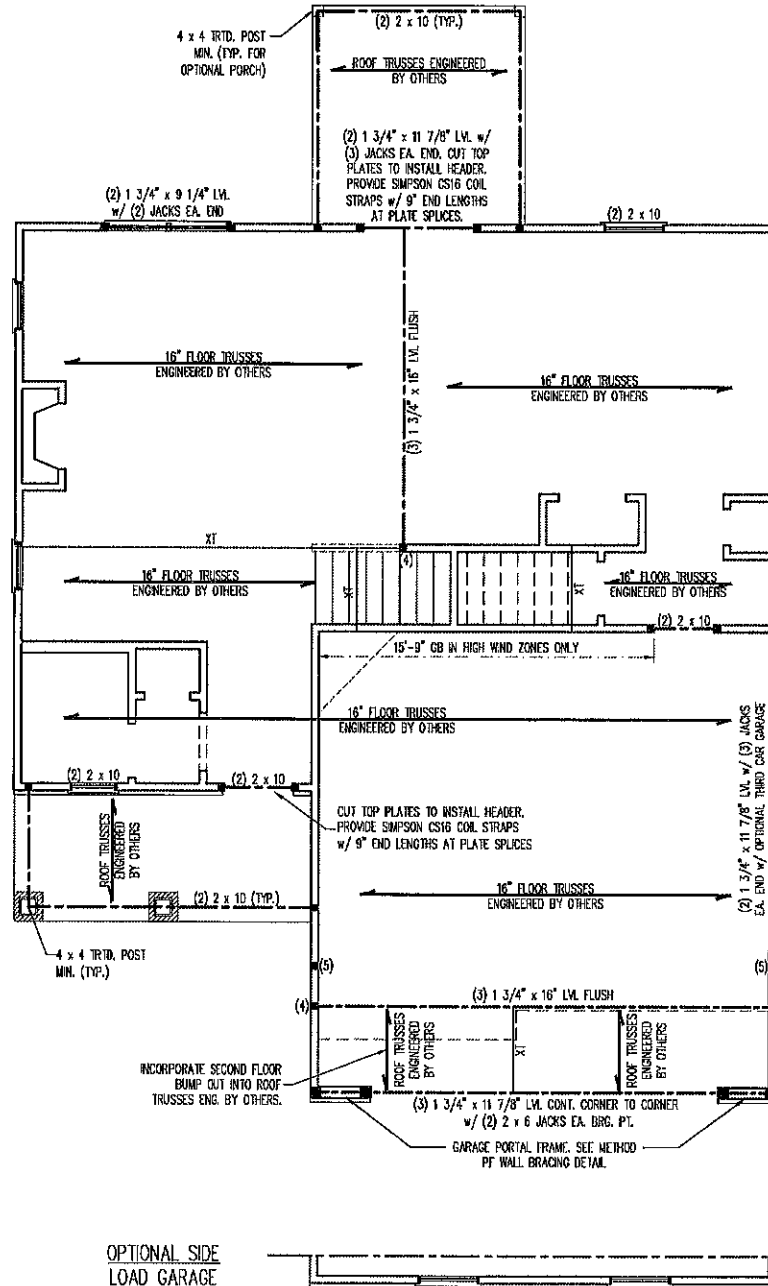 (2) 2 x 10 (TYP.)
4 x 4 TRTD. POST
MIN. (TYP. FOR
OPTIONAL PORCH)
ROOF TRUSSES ENGINEERED
BY OTHERS
(2) 1 3/4" x 11 7/8" LVL w/
(3) JACKS EA. END. CUT TOP
PLATES TO INSTALL HEADER.
PROVIDE SIMPSON CS16 COIL
STRAPS w/ 9" END LENGTHS
AT PLATE SPLICES.
(2) 1 3/4" x 9 1/4" LVL
w/ (2) JACKS EA. END
(2) 2 x 10
16" FLOOR TRUSSES
ENGINEERED BY OTHERS
16" FLOOR TRUSSES
ENGINEERED BY OTHERS
(3) 1 3/4" x 16" LVL FLUSH
XT
(4)
16" FLOOR TRUSSES
ENGINEERED BY OTHERS
XT
XT
16" FLOOR TRUSSES
ENGINEERED BY OTHERS
(2) 2 x 10
15'-9" GB IN HIGH WIND ZONES ONLY
16" FLOOR TRUSSES
ENGINEERED BY OTHERS
(2) 1 3/4" x 11 7/8" LVL w/ (3) JACKS
EA. END w/ OPTIONAL THIRD CAR GARAGE
(2) 2 x 10
(2) 2 x 10
CUT TOP PLATES TO INSTALL HEADER.
PROVIDE SIMPSON CS16 COIL STRAPS
w/ 9" END LENGTHS AT PLATE SPLICES
ROOF TRUSSES
ENGINEERED
BY OTHERS
(2) 2 x 10 (TYP.)
16" FLOOR TRUSSES
ENGINEERED BY OTHERS
4 x 4 TRTD. POST
MIN. (TYP.)
(5)
(5)
(4)
(3) 1 3/4" x 16" LVL FLUSH
ROOF TRUSSES
ENGINEERED
BY OTHERS
XT
ROOF TRUSSES
ENGINEERED
BY OTHERS
INCORPORATE SECOND FLOOR
BUMP OUT INTO ROOF
TRUSSES ENG. BY OTHERS.
(3) 1 3/4" x 11 7/8" LVL CONT. CORNER TO CORNER
w/ (2) 2 x 6 JACKS EA. BRG. PT.
GARAGE PORTAL FRAME. SEE METHOD
PF WALL BRACING DETAIL
OPTIONAL SIDE
LOAD GARAGE